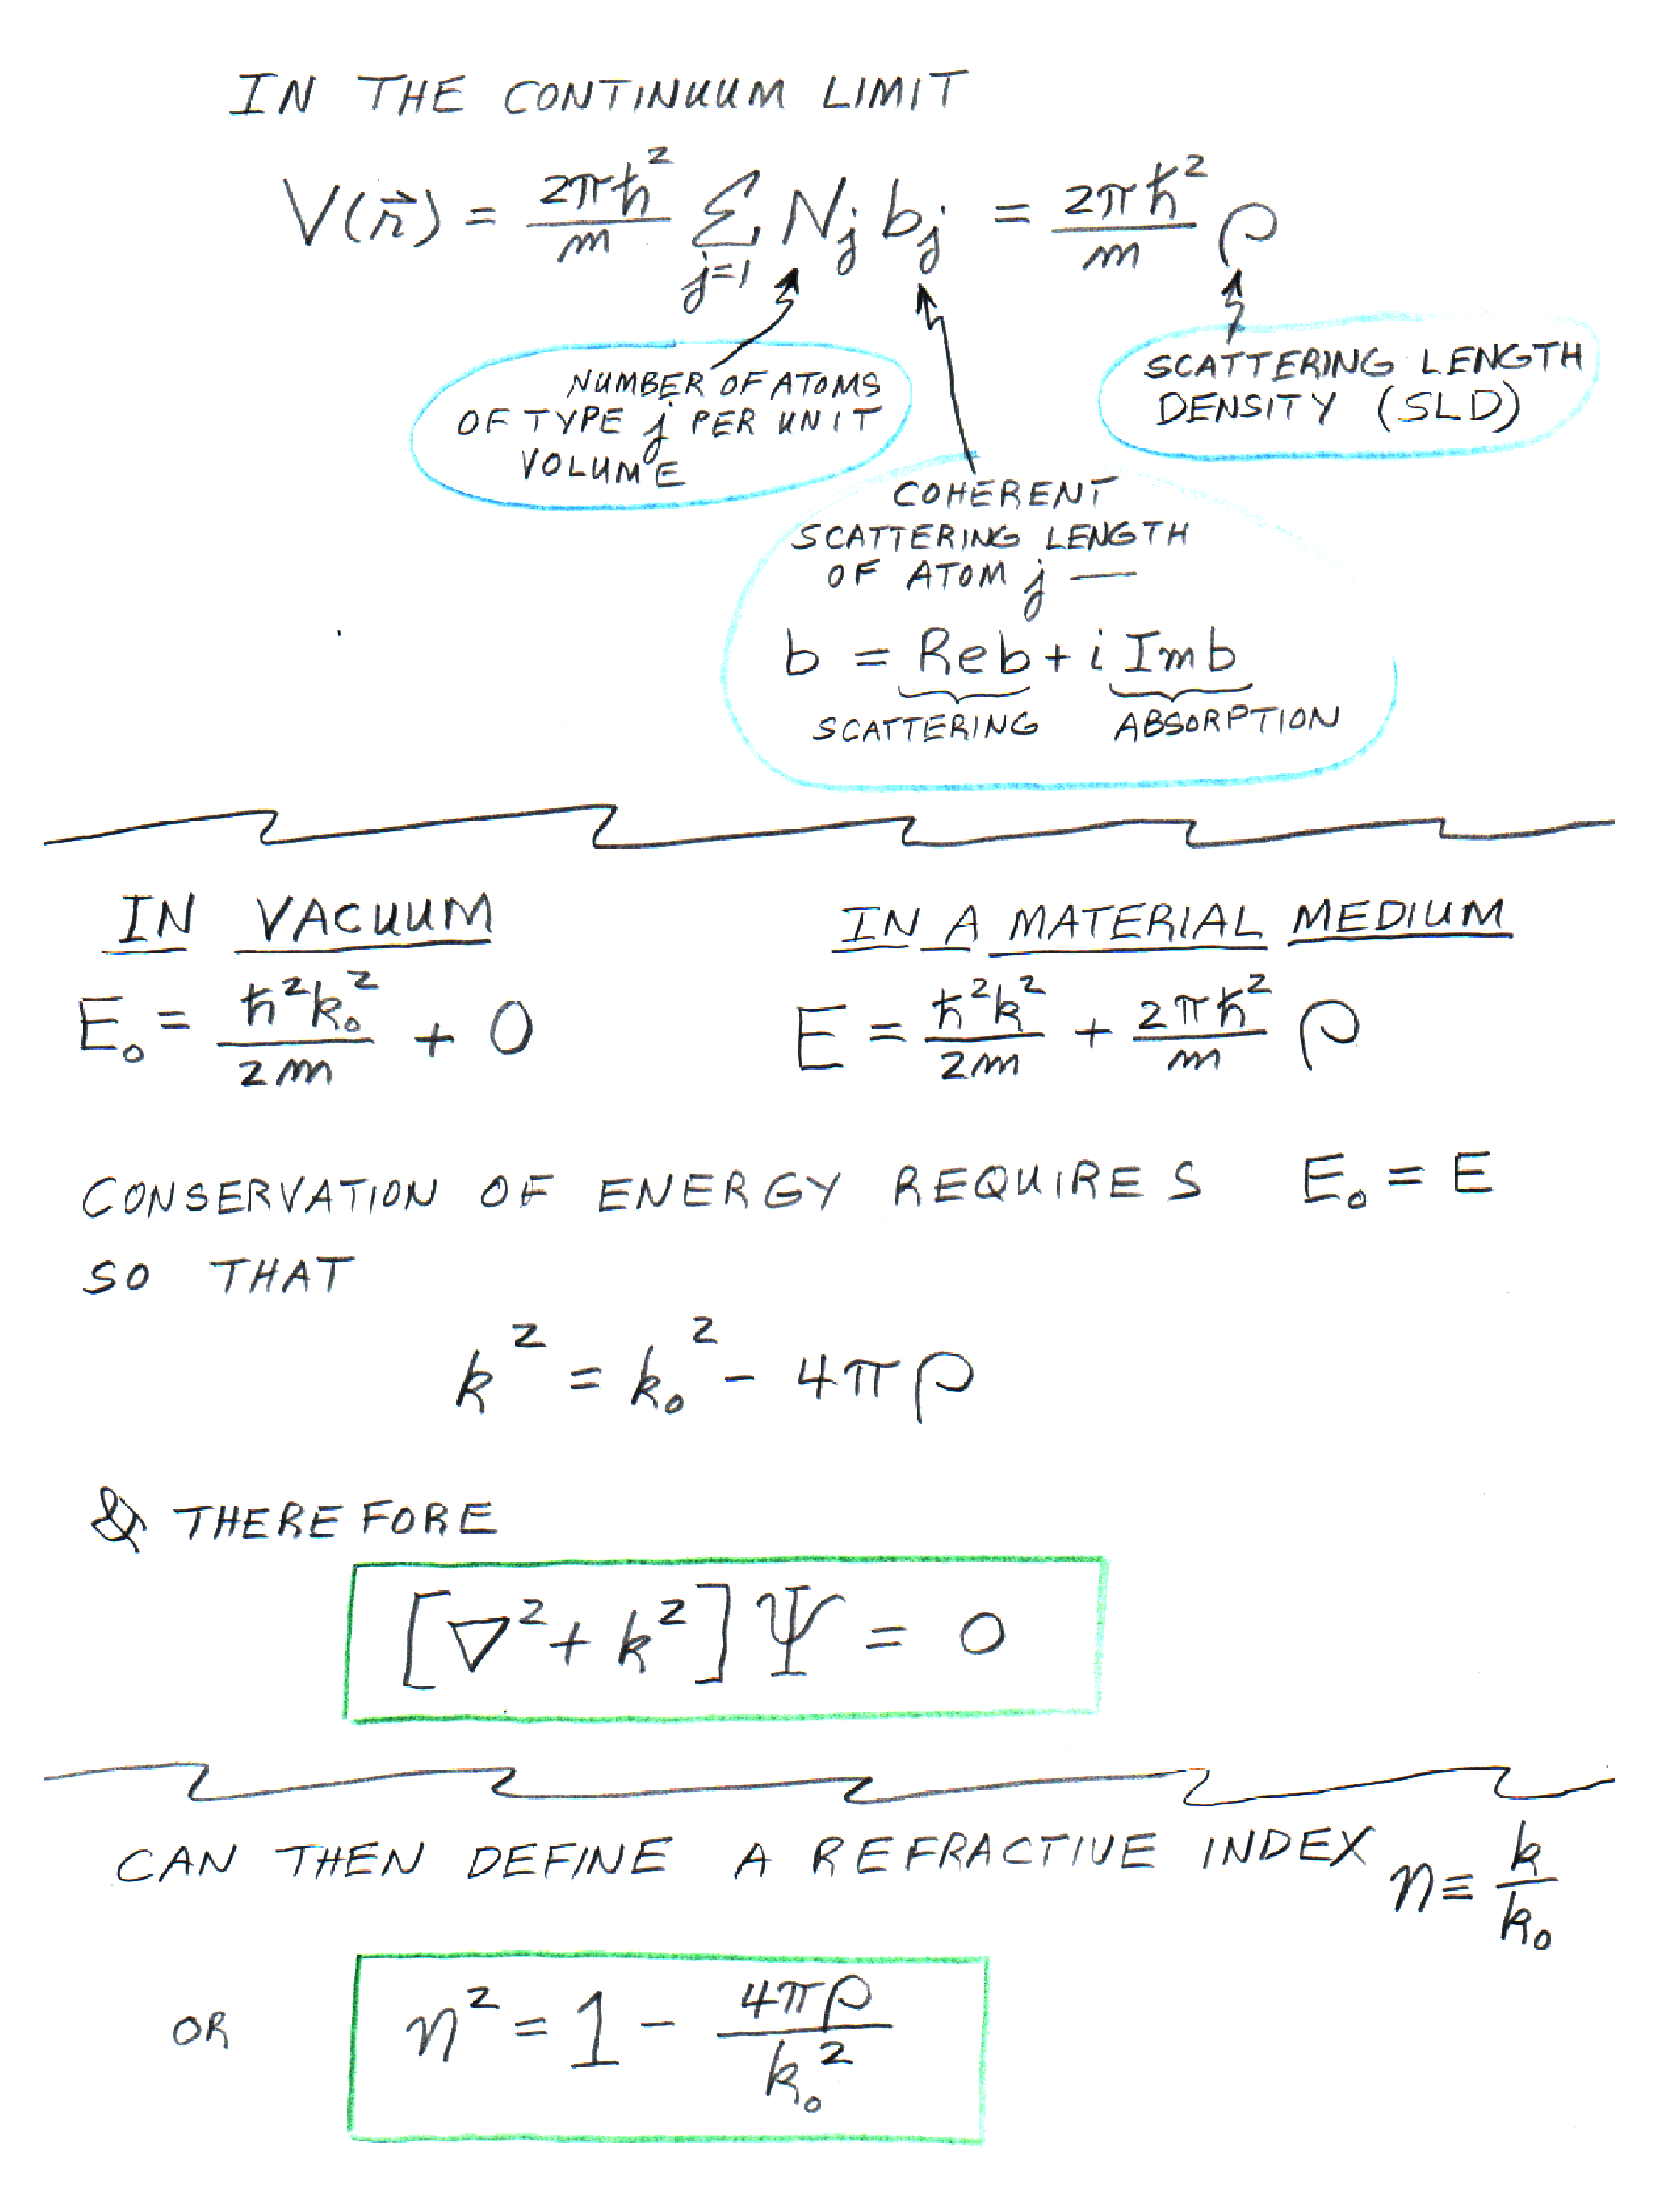 IN THE CONTINUUM LIMIT
V(r⃗) = 2πħ²/m Σ_{j=1} N_j b_j = 2πħ²/m ρ
NUMBER OF ATOMS
OF TYPE j PER UNIT
VOLUME
SCATTERING LENGTH
DENSITY (SLD)
COHERENT
SCATTERING LENGTH
OF ATOM j —
b = Reb + i Imb
SCATTERING ABSORPTION
IN VACUUM
E₀ = ħ²k₀²/2m + 0
IN A MATERIAL MEDIUM
E = ħ²k²/2m + 2πħ²/m ρ
CONSERVATION OF ENERGY REQUIRES E₀ = E
SO THAT
k² = k₀² - 4πρ
& THEREFORE
[∇² + k²] Ψ = 0
CAN THEN DEFINE A REFRACTIVE INDEX n ≡ k/k₀
OR n² = 1 - 4πρ/k₀²